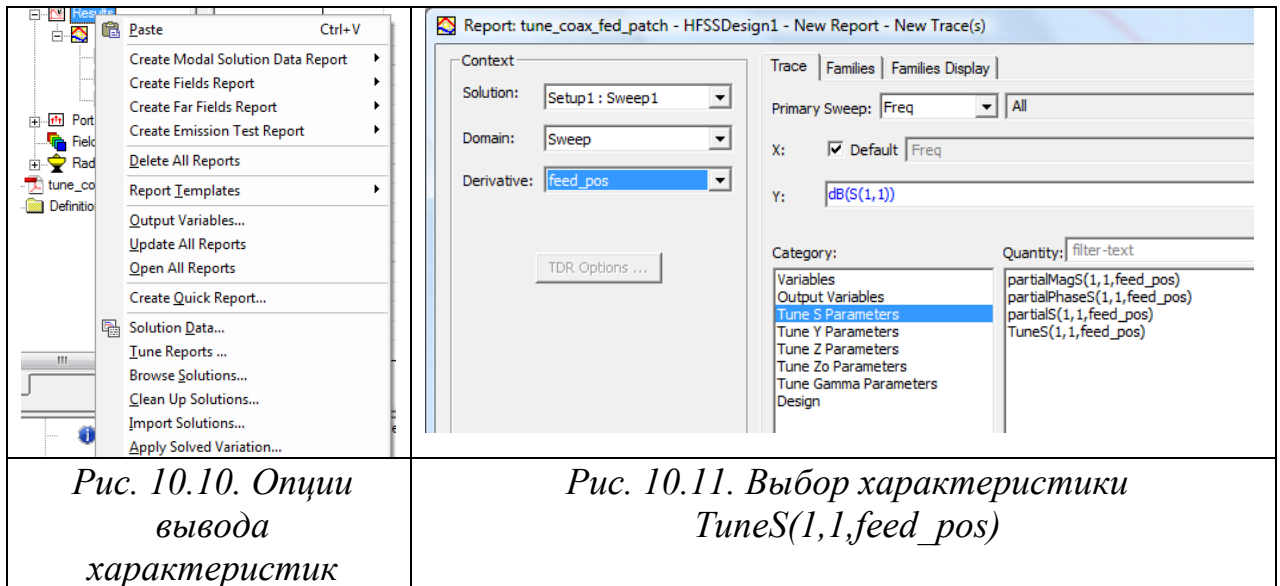 Results
Port
Field
Rad
tune_co
Definitio
Paste Ctrl+V
Create Modal Solution Data Report
Create Fields Report
Create Far Fields Report
Create Emission Test Report
Delete All Reports
Report Templates
Output Variables...
Update All Reports
Open All Reports
Create Quick Report...
Solution Data...
Tune Reports ...
Browse Solutions...
Clean Up Solutions...
Import Solutions...
Apply Solved Variation...
Рис. 10.10. Опции
вывода
характеристик
Report: tune_coax_fed_patch - HFSSDesign1 - New Report - New Trace(s)
Context
Solution: Setup1 : Sweep1
Domain: Sweep
Derivative: feed_pos
TDR Options ...
Trace Families Families Display
Primary Sweep: Freq All
X: Default Freq
Y: dB(S(1,1))
Category:
Variables
Output Variables
Tune S Parameters
Tune Y Parameters
Tune Z Parameters
Tune Zo Parameters
Tune Gamma Parameters
Design
Quantity: filter-text
partialMagS(1,1,feed_pos)
partialPhaseS(1,1,feed_pos)
partialS(1,1,feed_pos)
TuneS(1,1,feed_pos)
Рис. 10.11. Выбор характеристики
TuneS(1,1,feed_pos)